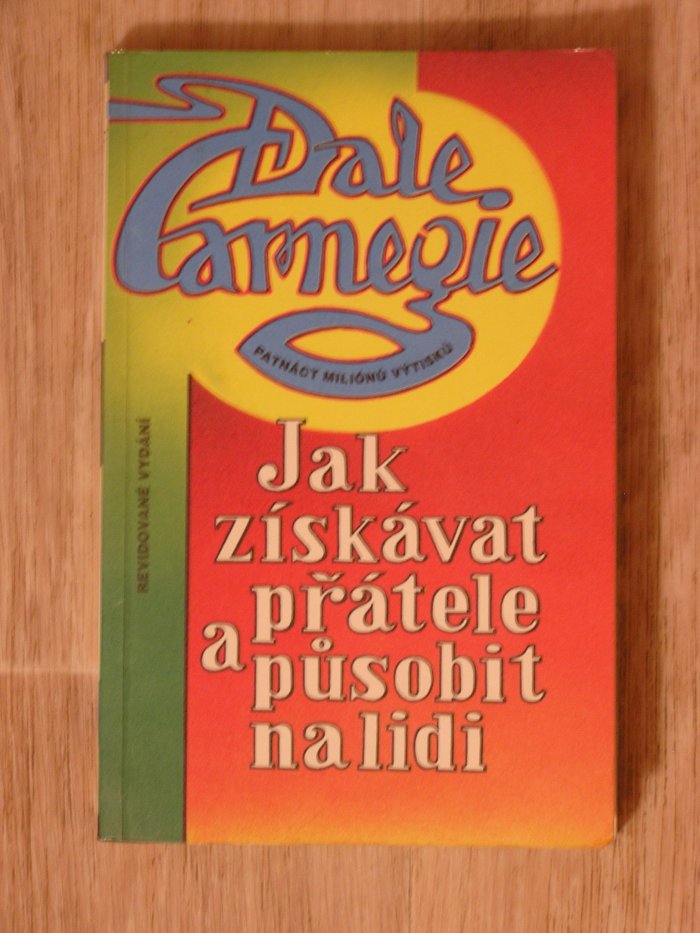 Dale
Carnegie
PATNÁCT MILIÓNŮ VÝTISKŮ
REVIDOVANÉ VYDÁNÍ
Jak
získávat
přátele
a působit
na lidi